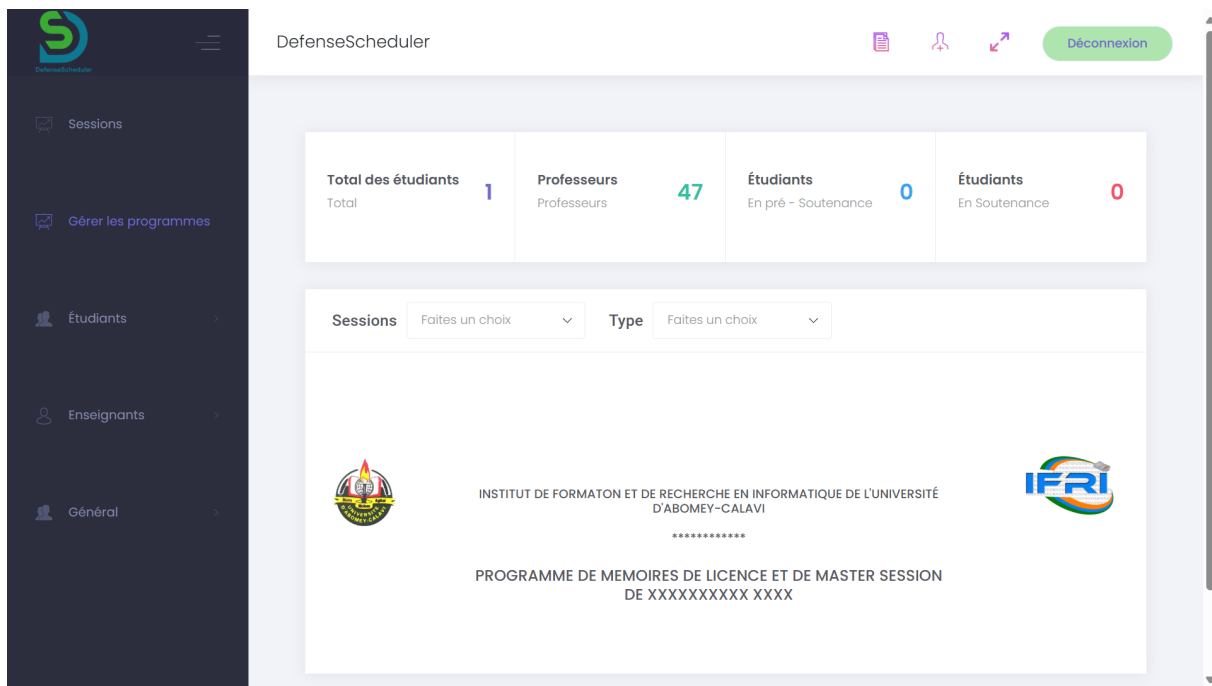 DefenseScheduler
DefenseScheduler
Déconnexion
Sessions
Gérer les programmes
Étudiants
Enseignants
Général
Total des étudiants
Total
1
Professeurs
Professeurs
47
Étudiants
En pré - Soutenance
0
Étudiants
En Soutenance
0
Sessions
Faites un choix
Type
Faites un choix
INSTITUT DE FORMATON ET DE RECHERCHE EN INFORMATIQUE DE L'UNIVERSITÉ
D'ABOMEY-CALAVI
************
PROGRAMME DE MEMOIRES DE LICENCE ET DE MASTER SESSION
DE XXXXXXXXXX XXXX
UNIVERSITÉ
D'ABOMEY-CALAVI
IFRI